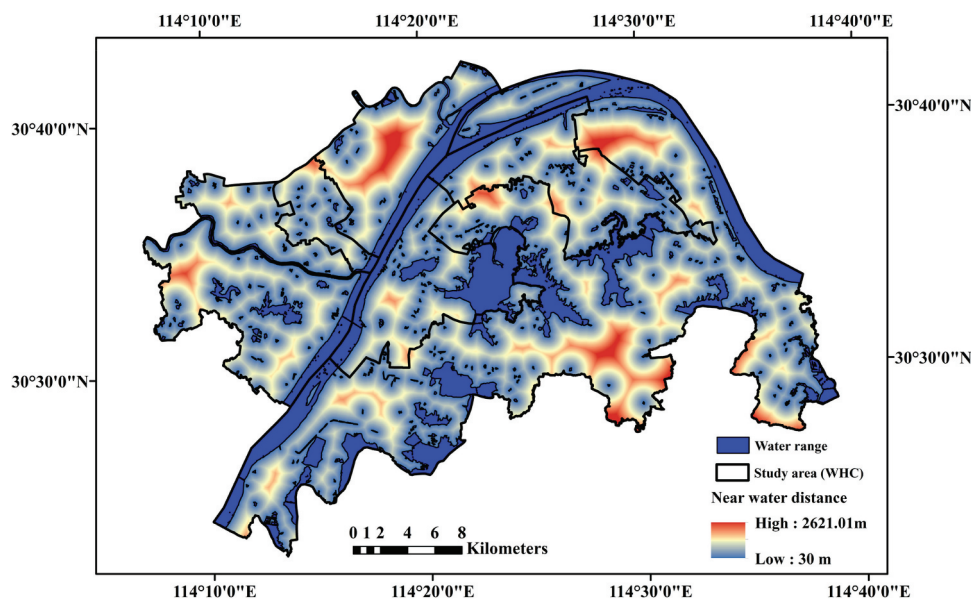 114°10'0"E 114°20'0"E 114°30'0"E 114°40'0"E
30°40'0"N 30°40'0"N
30°30'0"N 30°30'0"N
Water range
Study area (WHC)
Near water distance
High : 2621.01m
Low : 30 m
0 1 2 4 6 8
Kilometers
114°10'0"E 114°20'0"E 114°30'0"E 114°40'0"E